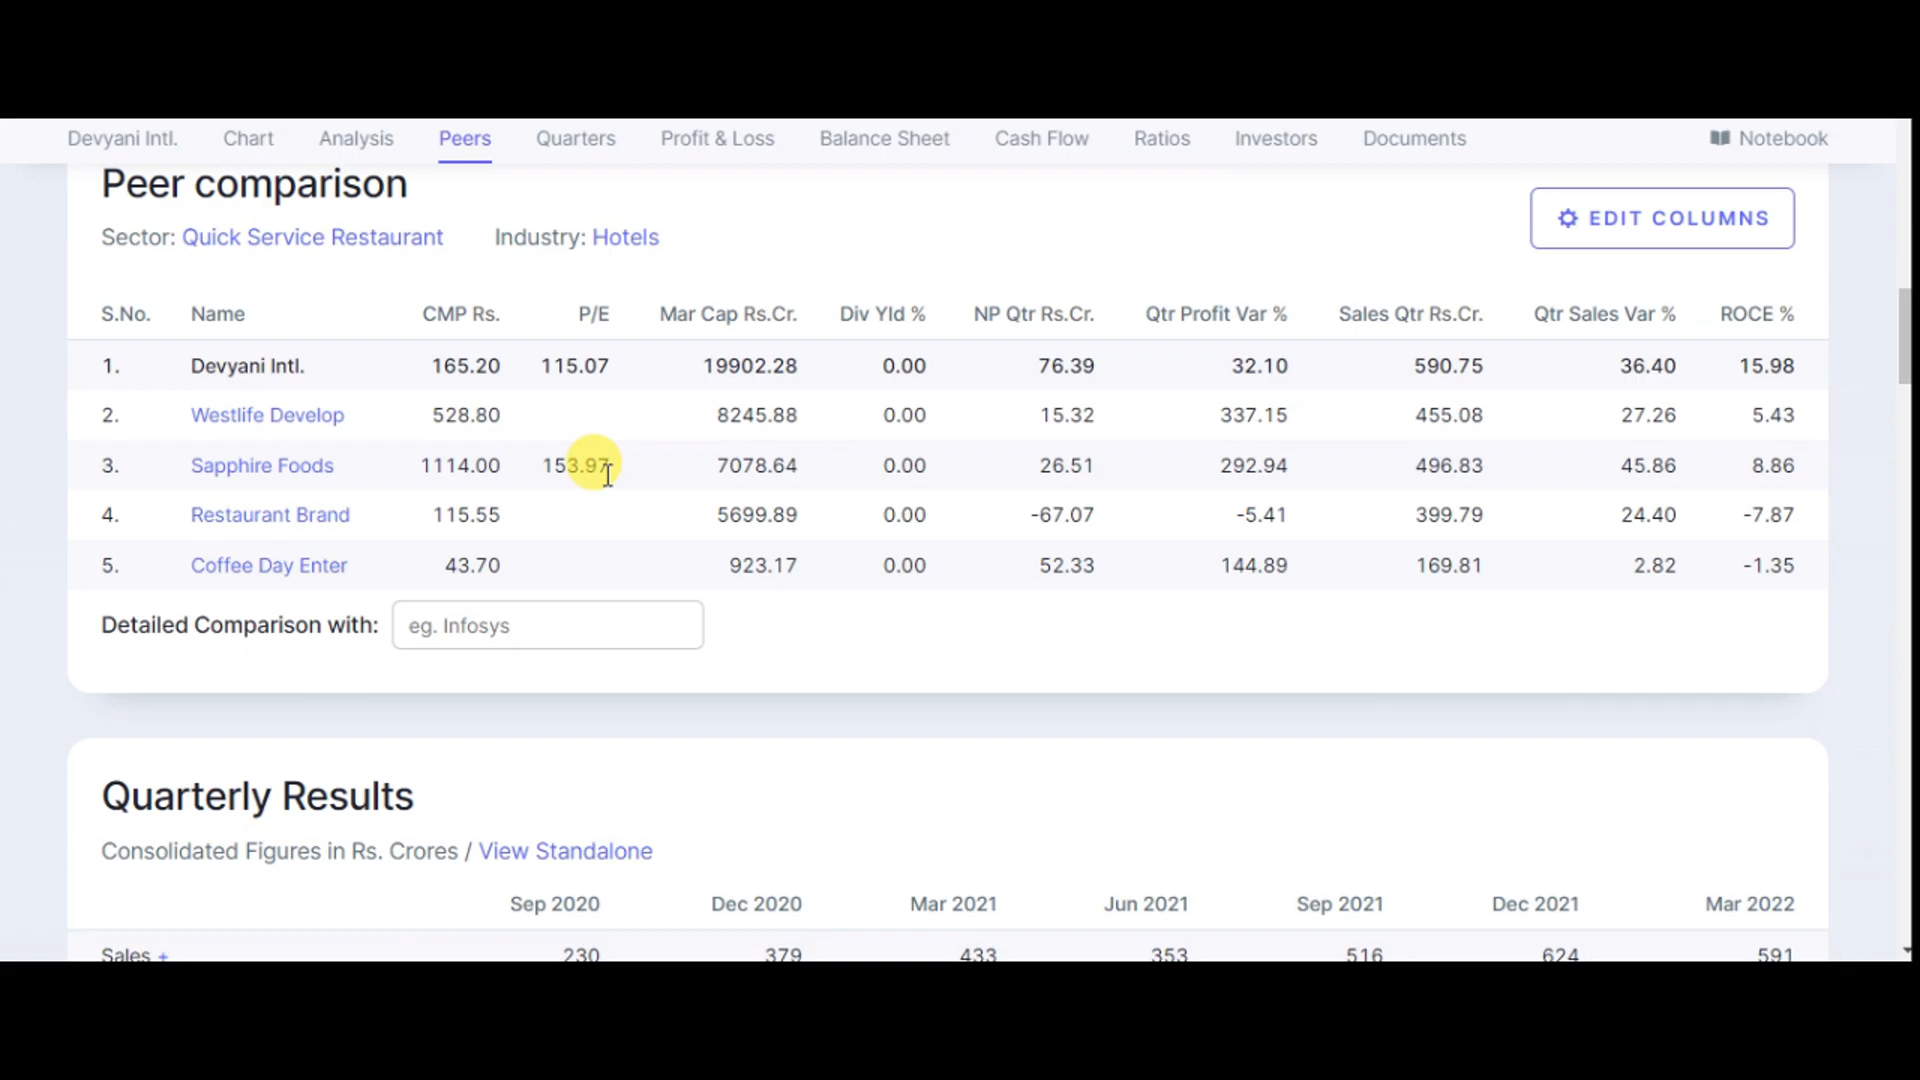 Devyani Intl. Chart Analysis Peers Quarters Profit & Loss Balance Sheet Cash Flow Ratios Investors Documents Notebook
Peer comparison
EDIT COLUMNS
Sector: Quick Service Restaurant Industry: Hotels
S.No. Name CMP Rs. P/E Mar Cap Rs.Cr. Div Yld % NP Qtr Rs.Cr. Qtr Profit Var % Sales Qtr Rs.Cr. Qtr Sales Var % ROCE %
1. Devyani Intl. 165.20 115.07 19902.28 0.00 76.39 32.10 590.75 36.40 15.98
2. Westlife Develop 528.80 8245.88 0.00 15.32 337.15 455.08 27.26 5.43
3. Sapphire Foods 1114.00 153.97 7078.64 0.00 26.51 292.94 496.83 45.86 8.86
4. Restaurant Brand 115.55 5699.89 0.00 -67.07 -5.41 399.79 24.40 -7.87
5. Coffee Day Enter 43.70 923.17 0.00 52.33 144.89 169.81 2.82 -1.35
Detailed Comparison with: eg. Infosys
Quarterly Results
Consolidated Figures in Rs. Crores / View Standalone
Sep 2020 Dec 2020 Mar 2021 Jun 2021 Sep 2021 Dec 2021 Mar 2022
Sales + 230 379 433 353 516 624 591